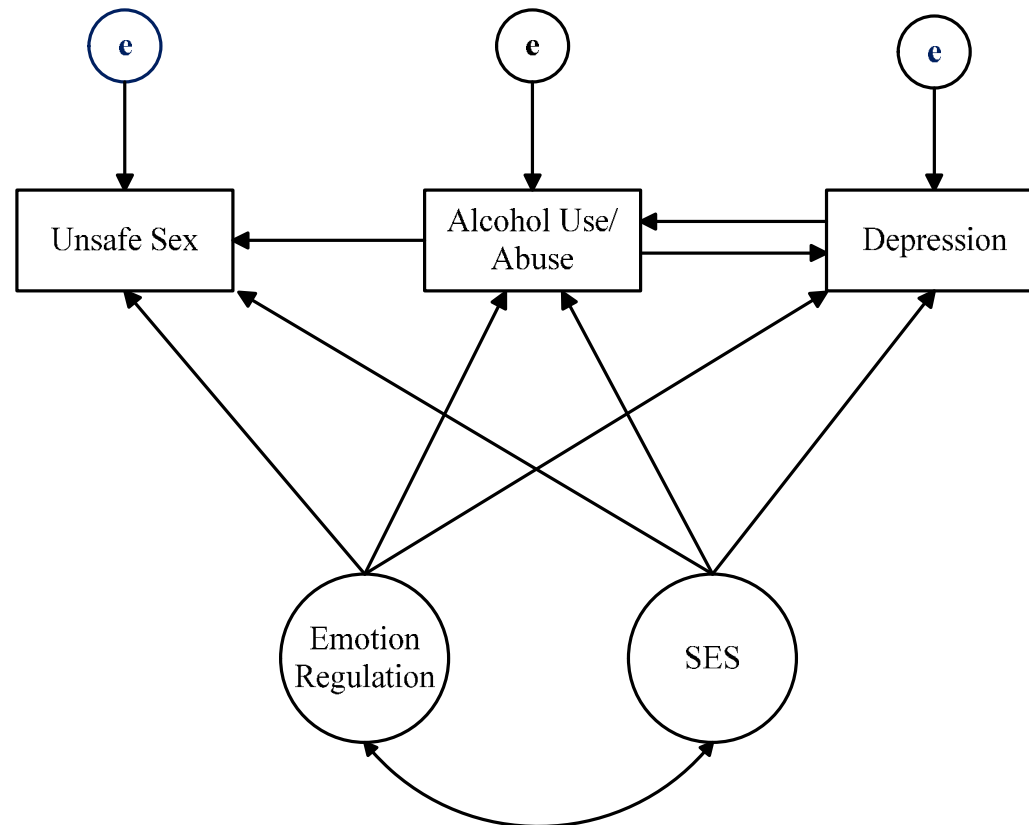 e
e
e
Unsafe Sex
Alcohol Use/
Abuse
Depression
Emotion
Regulation
SES